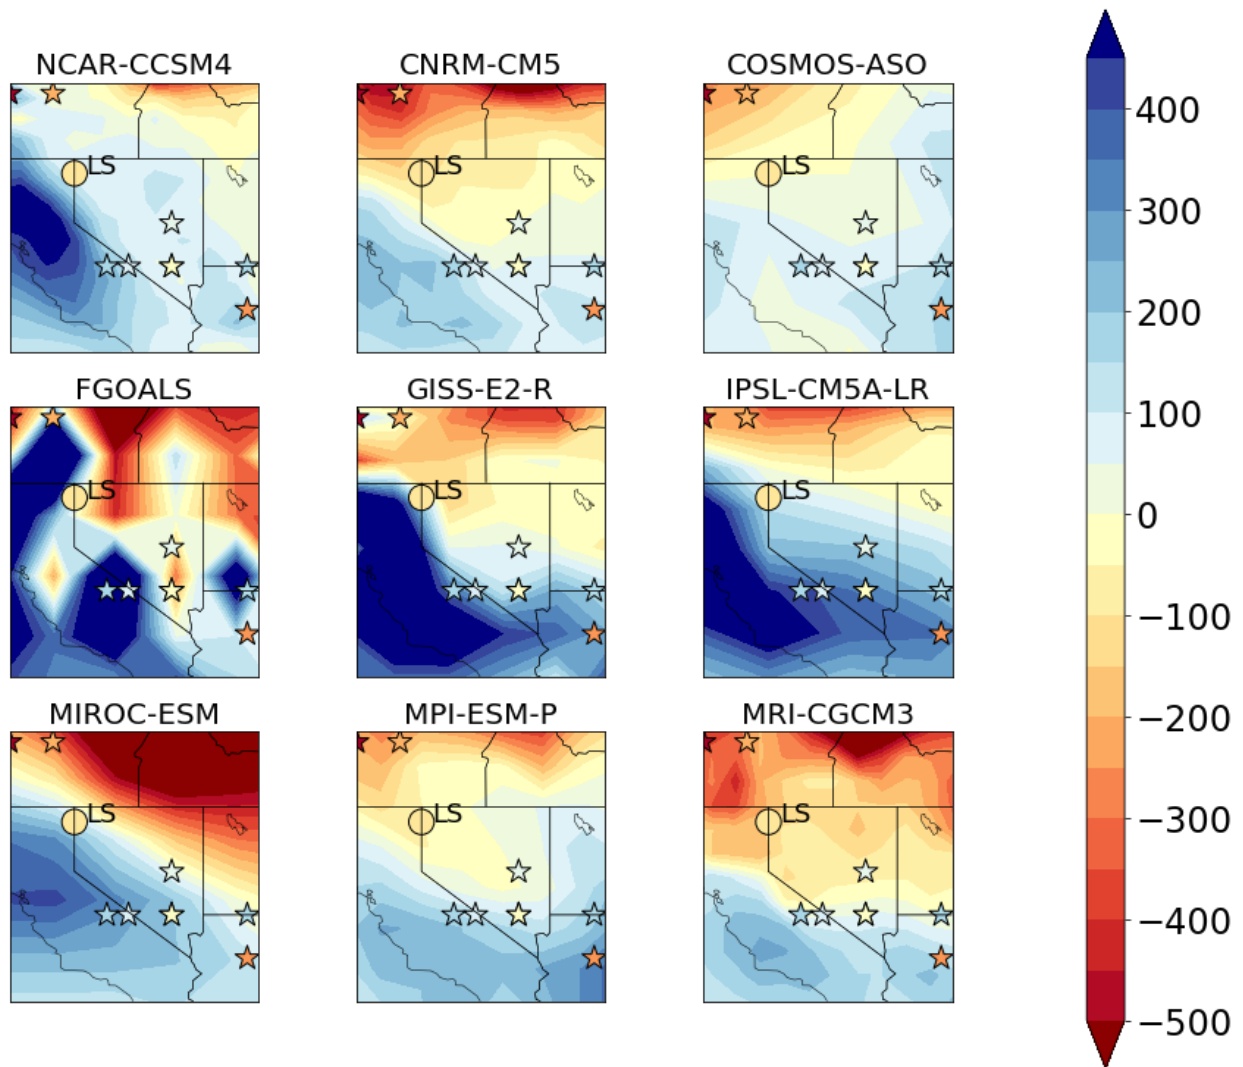 NCAR-CCSM4
CNRM-CM5
COSMOS-ASO
LS
LS
LS
FGOALS
GISS-E2-R
IPSL-CM5A-LR
LS
LS
LS
MIROC-ESM
MPI-ESM-P
MRI-CGCM3
LS
LS
LS
400
300
200
100
0
−100
−200
−300
−400
−500